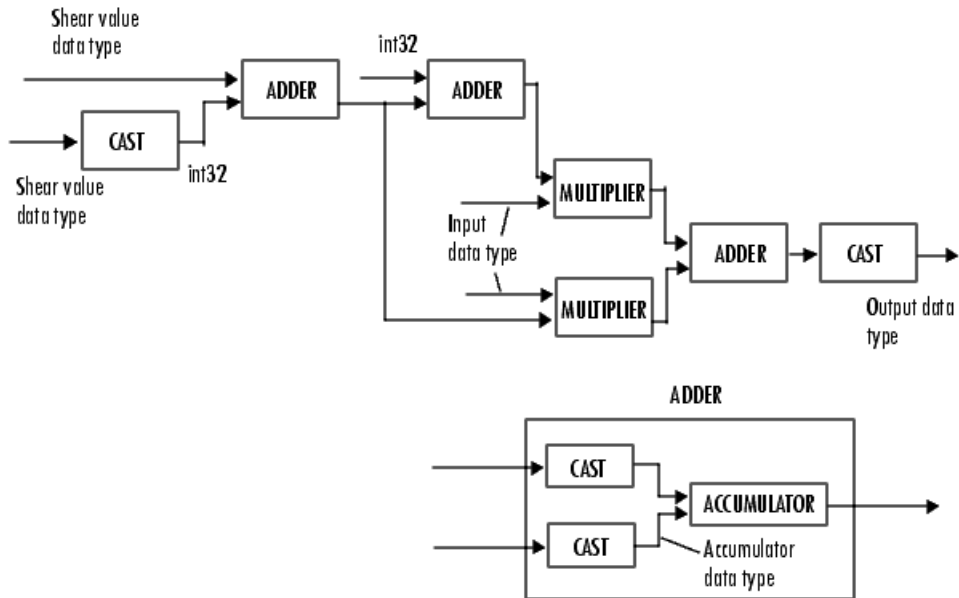 Shear value
data type
int32
ADDER
ADDER
CAST
int32
Shear value
data type
MULTIPLIER
Input
data type
ADDER
CAST
MULTIPLIER
Output data
type
ADDER
CAST
ACCUMULATOR
CAST
Accumulator
data type